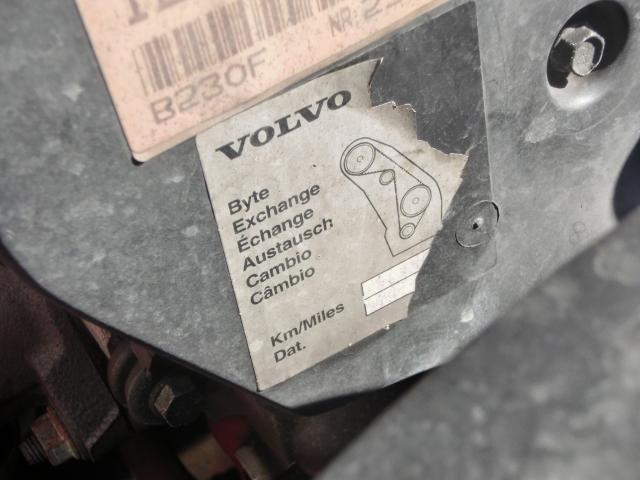 B230F
NR:
VOLVO
Byte
Exchange
Échange
Austausch
Cambio
Câmbio
Km/Miles
Dat.